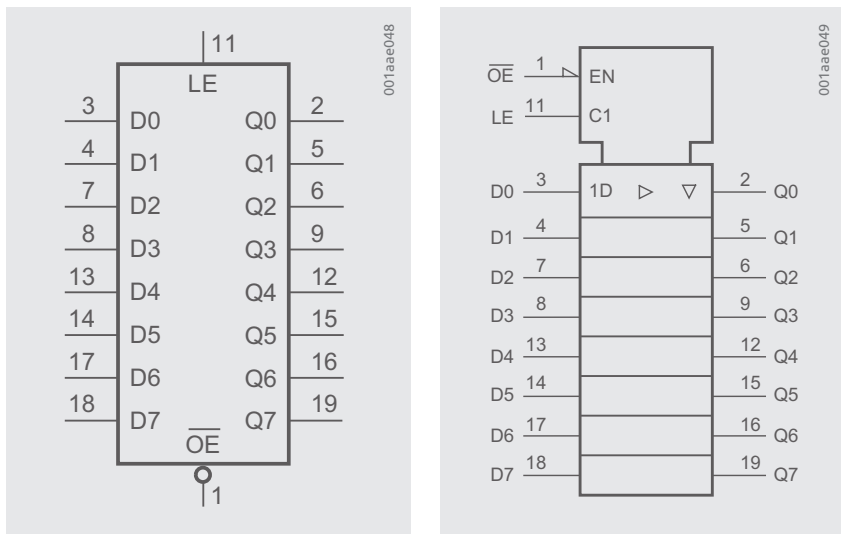 11
LE
3 D0 Q0 2
4 D1 Q1 5
7 D2 Q2 6
8 D3 Q3 9
13 D4 Q4 12
14 D5 Q5 15
17 D6 Q6 16
18 D7 Q7 19
OE
1
001aae048
OE 1 EN
LE 11 C1
D0 3 1D 2 Q0
D1 4 5 Q1
D2 7 6 Q2
D3 8 9 Q3
D4 13 12 Q4
D5 14 15 Q5
D6 17 16 Q6
D7 18 19 Q7
001aae049